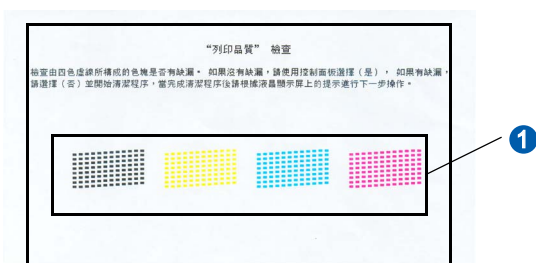 “列印品質” 檢查
檢查由四色虛線所構成的色塊是否有缺漏。 如果沒有缺漏，請使用控制面板選擇（是）， 如果有缺漏，
請選擇（否）並開始清潔程序，當完成清潔程序後請根據液晶顯示屏上的提示進行下一步操作。
1